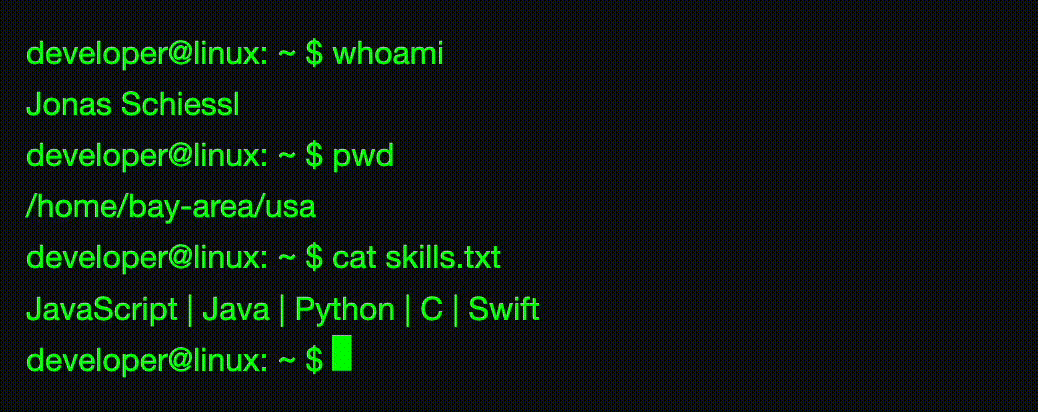 developer@linux: ~ $ whoami
Jonas Schiessl
developer@linux: ~ $ pwd
/home/bay-area/usa
developer@linux: ~ $ cat skills.txt
JavaScript | Java | Python | C | Swift
developer@linux: ~ $